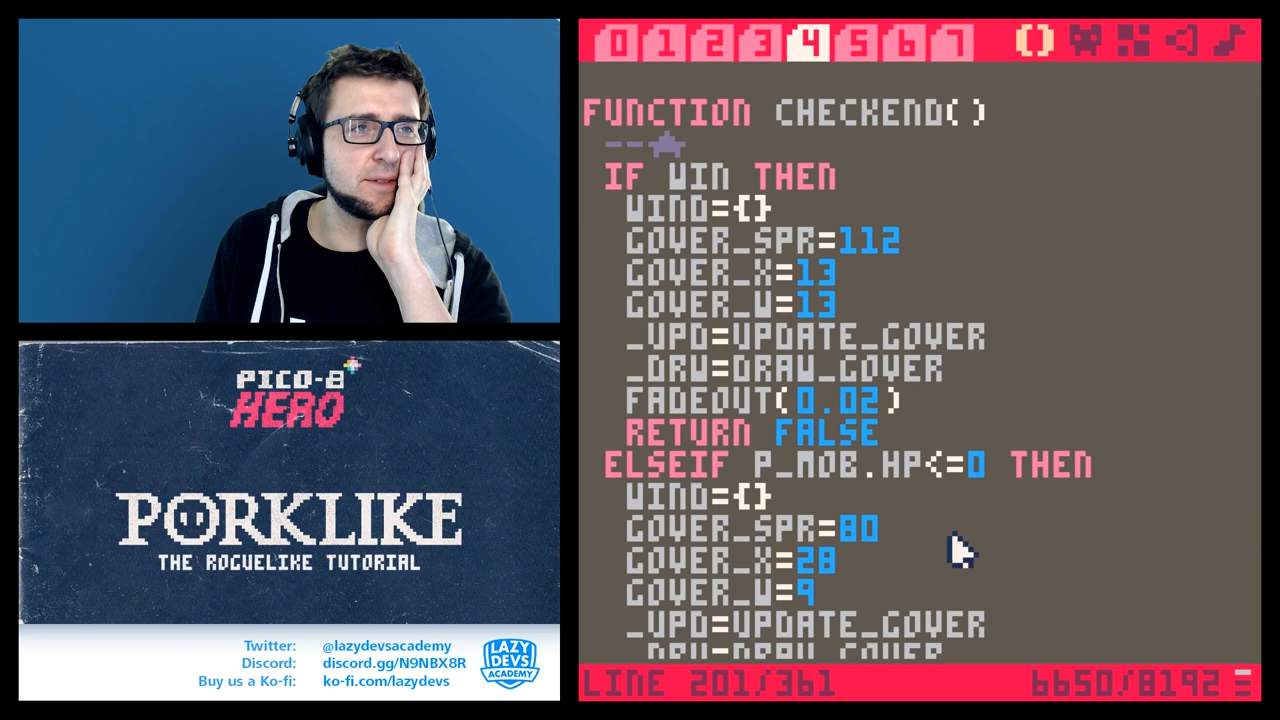 PICO-8
HERO
PORKLIKE
THE ROGUELIKE TUTORIAL
Twitter: @lazydevsacademy
Discord: discord.gg/N9NBX8R
Buy us a Ko-fi: ko-fi.com/lazydevs
LAZY
DEVS
ACADEMY
0 1 2 3 4 5 6 7
FUNCTION CHECKEND()
--
IF WIN THEN
WIND={}
GOVER_SPR=112
GOVER_X=13
GOVER_W=13
_UPD=UPDATE_GOVER
_DRW=DRAW_GOVER
FADEOUT(0.02)
RETURN FALSE
ELSEIF P_MOB.HP<=0 THEN
WIND={}
GOVER_SPR=80
GOVER_X=28
GOVER_W=9
_UPD=UPDATE_GOVER
_DRW=DRAW_GOVER
LINE 201/361
6650/8192